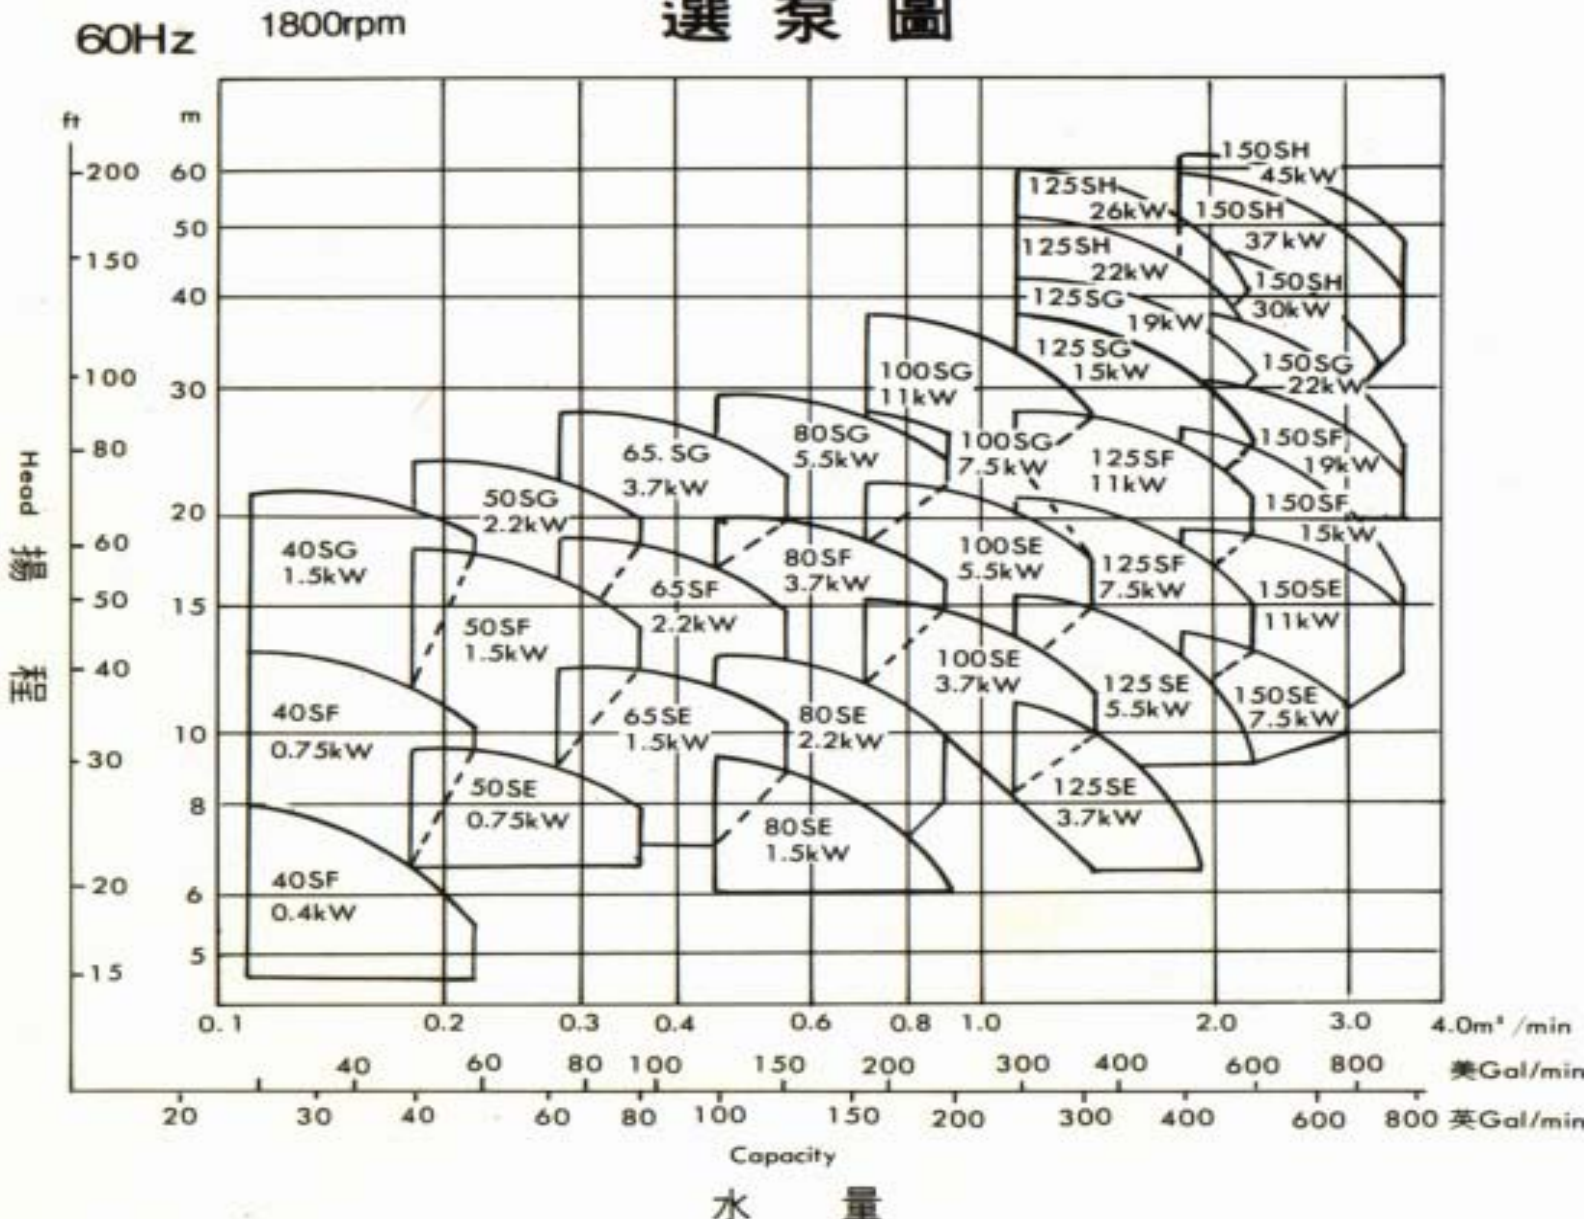 選泵圖
60Hz 1800rpm
ft m
200 60
50
150
40
100
30
80
20
60
50 15
40
10
30
8
20
6
5
15
Head 揚程
150SH
45kW
125SH
26kW
150SH
37kW
125SH
22kW
150SH
30kW
125SG
19kW
125SG
15kW
150SG
22kW
100SG
11kW
80SG
5.5kW
100SG
7.5kW
150SF
19kW
65.SG
3.7kW
125SF
11kW
50SG
2.2kW
150SF
15kW
40SG
1.5kW
80SF
3.7kW
100SE
5.5kW
125SF
7.5kW
65SF
2.2kW
150SE
11kW
50SF
1.5kW
100SE
3.7kW
125SE
5.5kW
150SE
7.5kW
40SF
0.75kW
65SE
1.5kW
80SE
2.2kW
50SE
0.75kW
125SE
3.7kW
80SE
1.5kW
40SF
0.4kW
0.1 0.2 0.3 0.4 0.6 0.8 1.0 2.0 3.0 4.0m³/min
40 60 80 100 150 200 300 400 600 800 美Gal/min
20 30 40 60 80 100 150 200 300 400 600 800 英Gal/min
Capacity
水量